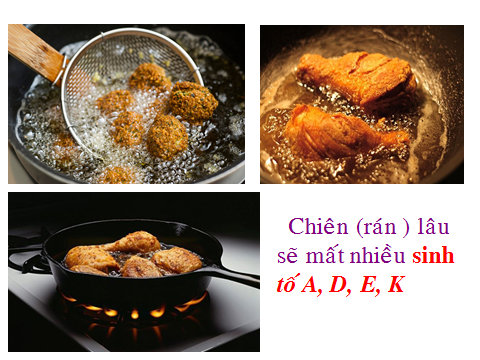 Chiên (rán ) lâu
sẽ mất nhiều sinh
tố A, D, E, K